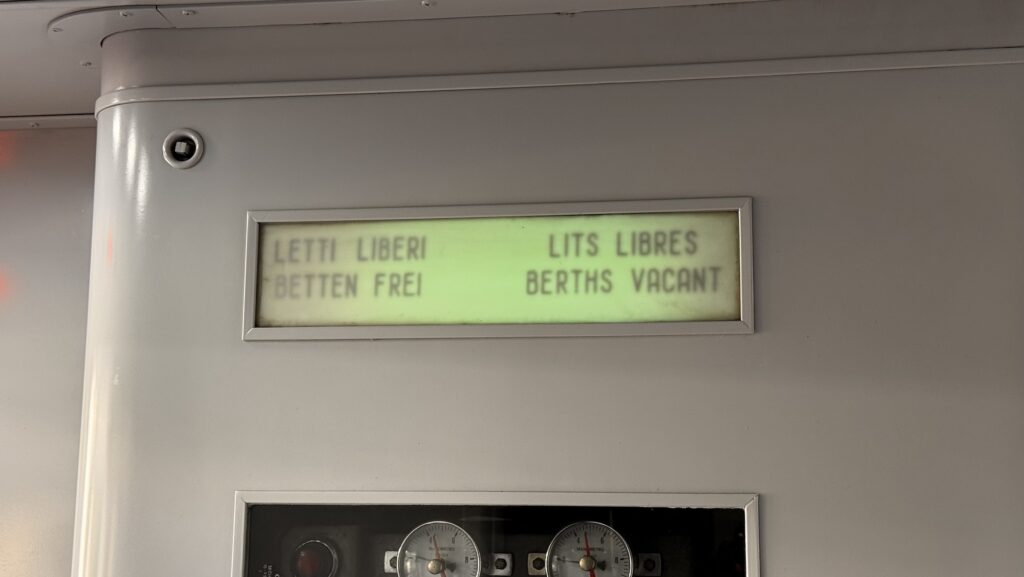 LETTI LIBERI
BETTEN FREI
LITS LIBRES
BERTHS VACANT